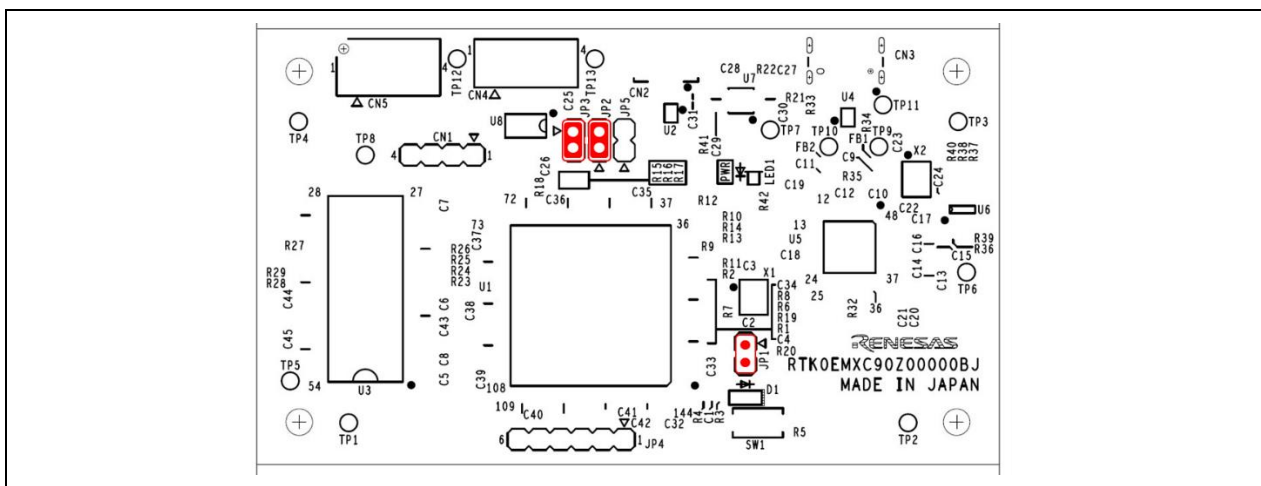 1
4
CN5
TP12
1
4
CN4
TP13
C25
JP3
JP2
JP5
CN2
C31
C28
R22
C27
U7
R21
C30
R33
CN3
U4
R34
TP11
TP4
TP8
CN1
4
1
U8
U2
R41
C29
TP7
TP10
FB2
FB1
TP9
C23
TP3
C11
C9
X2
R40
R38
R37
R18
C26
R15
R16
R17
PWR
LED1
C19
R35
C12
C10
C24
28
27
C7
72
C36
C35
37
R12
R42
12
48
C22
C17
U6
73
36
R10
R14
R13
13
U5
C18
R27
R26
R25
R24
R23
C37
R9
C16
R39
R36
C15
R29
R28
C44
U1
R11
R2
C3
X1
24
37
C14
C13
TP6
C6
C43
C38
R7
C34
R8
R6
R19
R1
C4
25
R32
36
C21
C20
C2
C45
C8
C5
C39
C33
JP1
R20
RENESAS
RTK0EMXC90Z00000BJ
MADE IN JAPAN
TP5
54
U3
108
D1
109
C40
C41
C42
C32
144
R4
C1
R3
R5
SW1
TP1
6
1
JP4
TP2